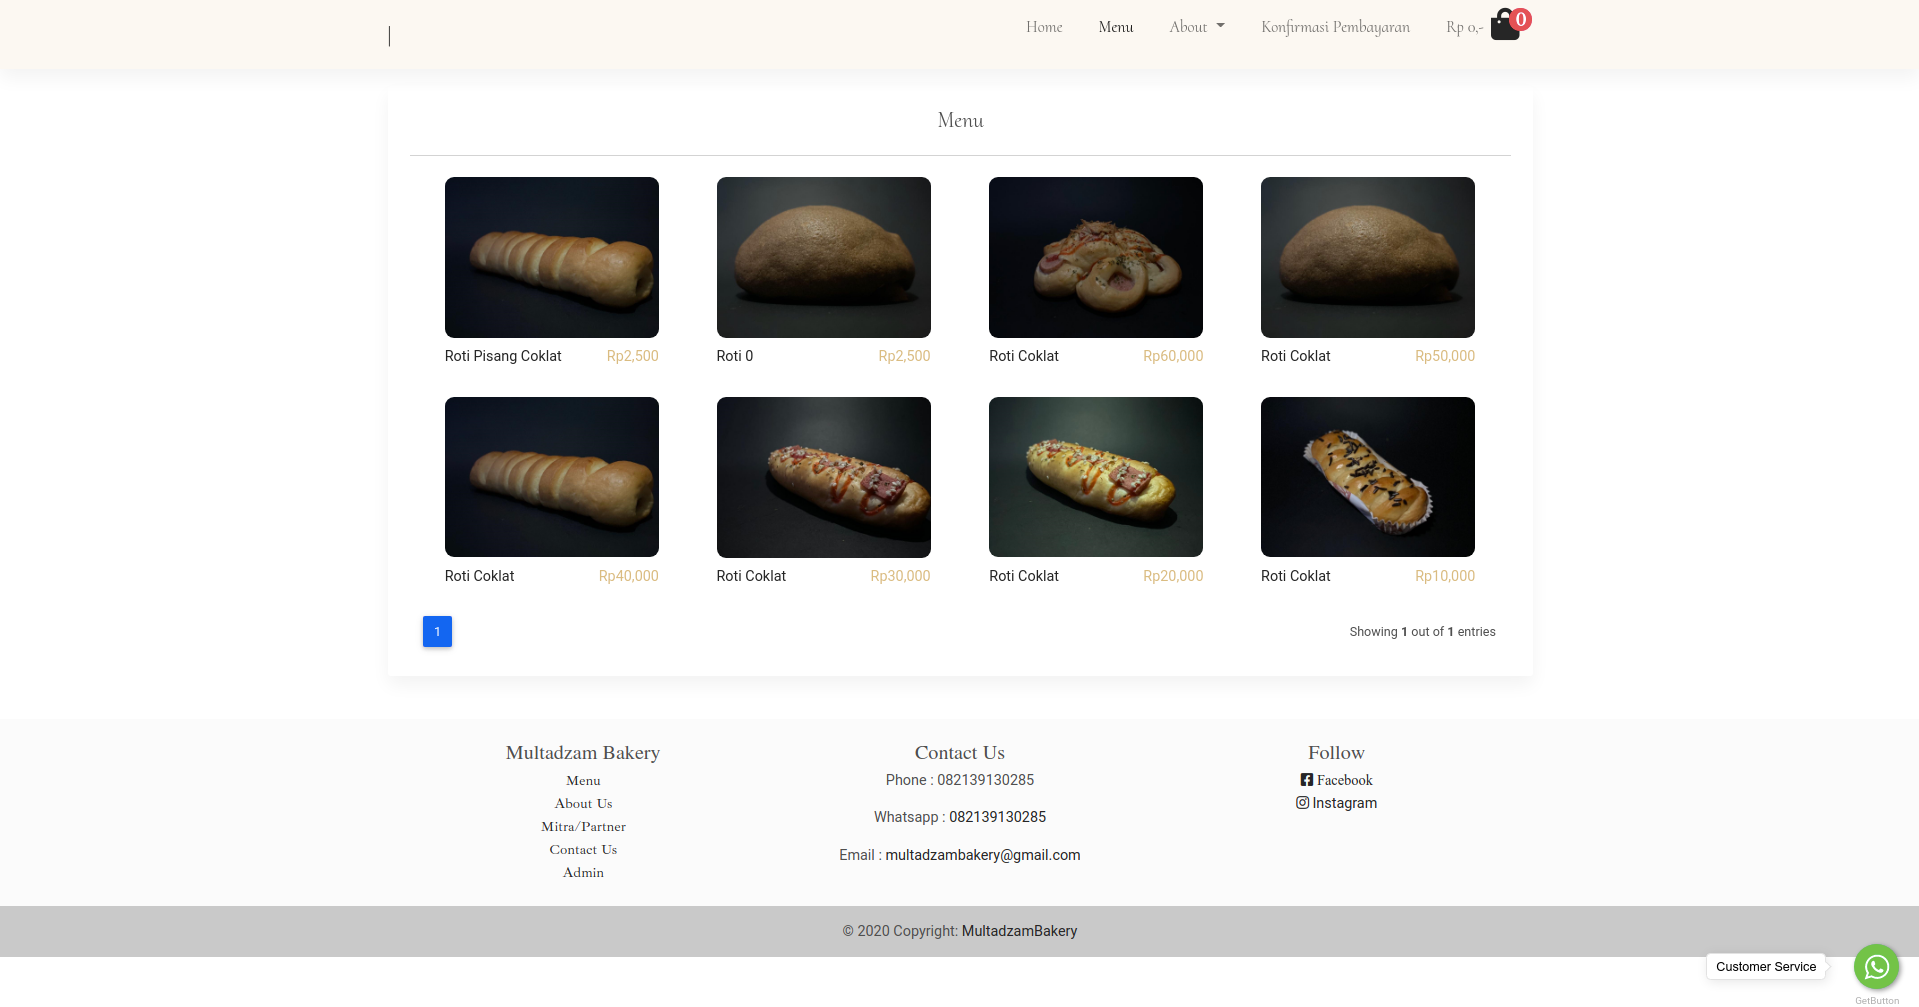 Home Menu About Konfirmasi Pembayaran Rp 0,- 0
Menu
Roti Pisang Coklat Rp2,500
Roti 0 Rp2,500
Roti Coklat Rp60,000
Roti Coklat Rp50,000
Roti Coklat Rp40,000
Roti Coklat Rp30,000
Roti Coklat Rp20,000
Roti Coklat Rp10,000
1
Showing 1 out of 1 entries
Multadzam Bakery
Menu
About Us
Mitra/Partner
Contact Us
Admin
Contact Us
Phone : 082139130285
Whatsapp : 082139130285
Email : multadzambakery@gmail.com
Follow
Facebook
Instagram
© 2020 Copyright: MultadzamBakery
Customer Service
GetButton